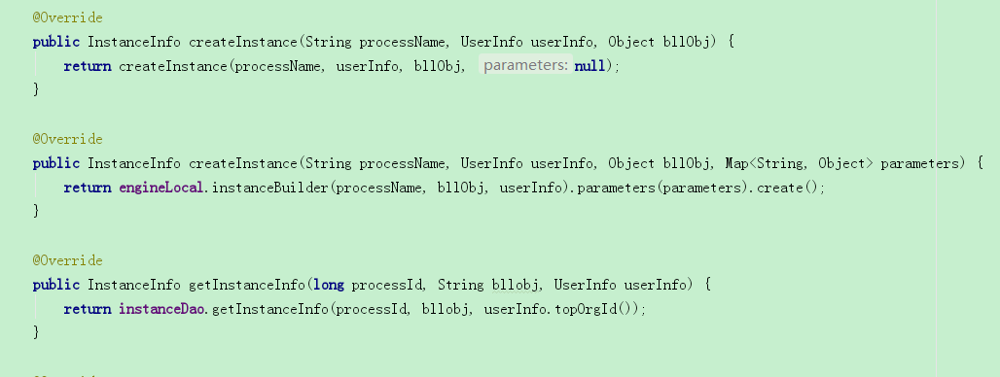 @Override
public InstanceInfo createInstance(String processName, UserInfo userInfo, Object bllObj) {
return createInstance(processName, userInfo, bllObj, parameters: null);
}
@Override
public InstanceInfo createInstance(String processName, UserInfo userInfo, Object bllObj, Map<String, Object> parameters) {
return engineLocal.instanceBuilder(processName, bllObj, userInfo).parameters(parameters).create();
}
@Override
public InstanceInfo getInstanceInfo(long processId, String bllobj, UserInfo userInfo) {
return instanceDao.getInstanceInfo(processId, bllobj, userInfo.topOrgId());
}